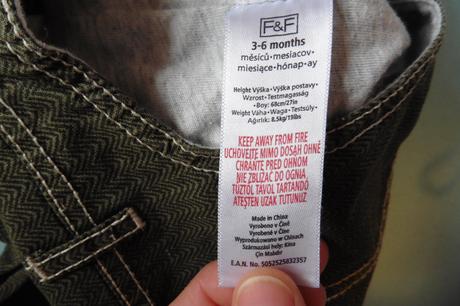 F&F
3-6 months
měsíců·mesiacov
miesiące·hónap·ay
Height Výška·Výška postavy·
Wzrost·Testmagasság
·Boy: 68cm/27in
Weight Váha·Waga·Testsúly·
Ağırlık: 8.5kg/19lbs
KEEP AWAY FROM FIRE
UCHOVEJTE MIMO DOSAH OHNĚ
CHRÁŇTE PRED OHŇOM
NIE ZBLIŻAĆ DO OGNIA
TŰZTŐL TÁVOL TARTANDÓ
ATEŞTEN UZAK TUTUNUZ
Made in China
Vyrobeno v Číně
Vyrobené v Číne
Wyprodukowano w Chinach
Származási hely: Kína
Çin Malıdır
E.A.N. No. 5052525832357